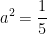 a² = 1/5